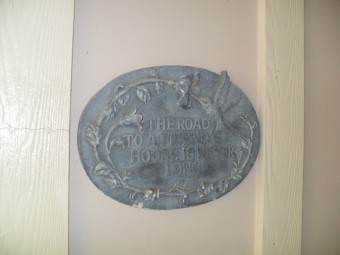 THE ROAD
TO A FRIEND'S
HOUSE IS NEVER
LONG